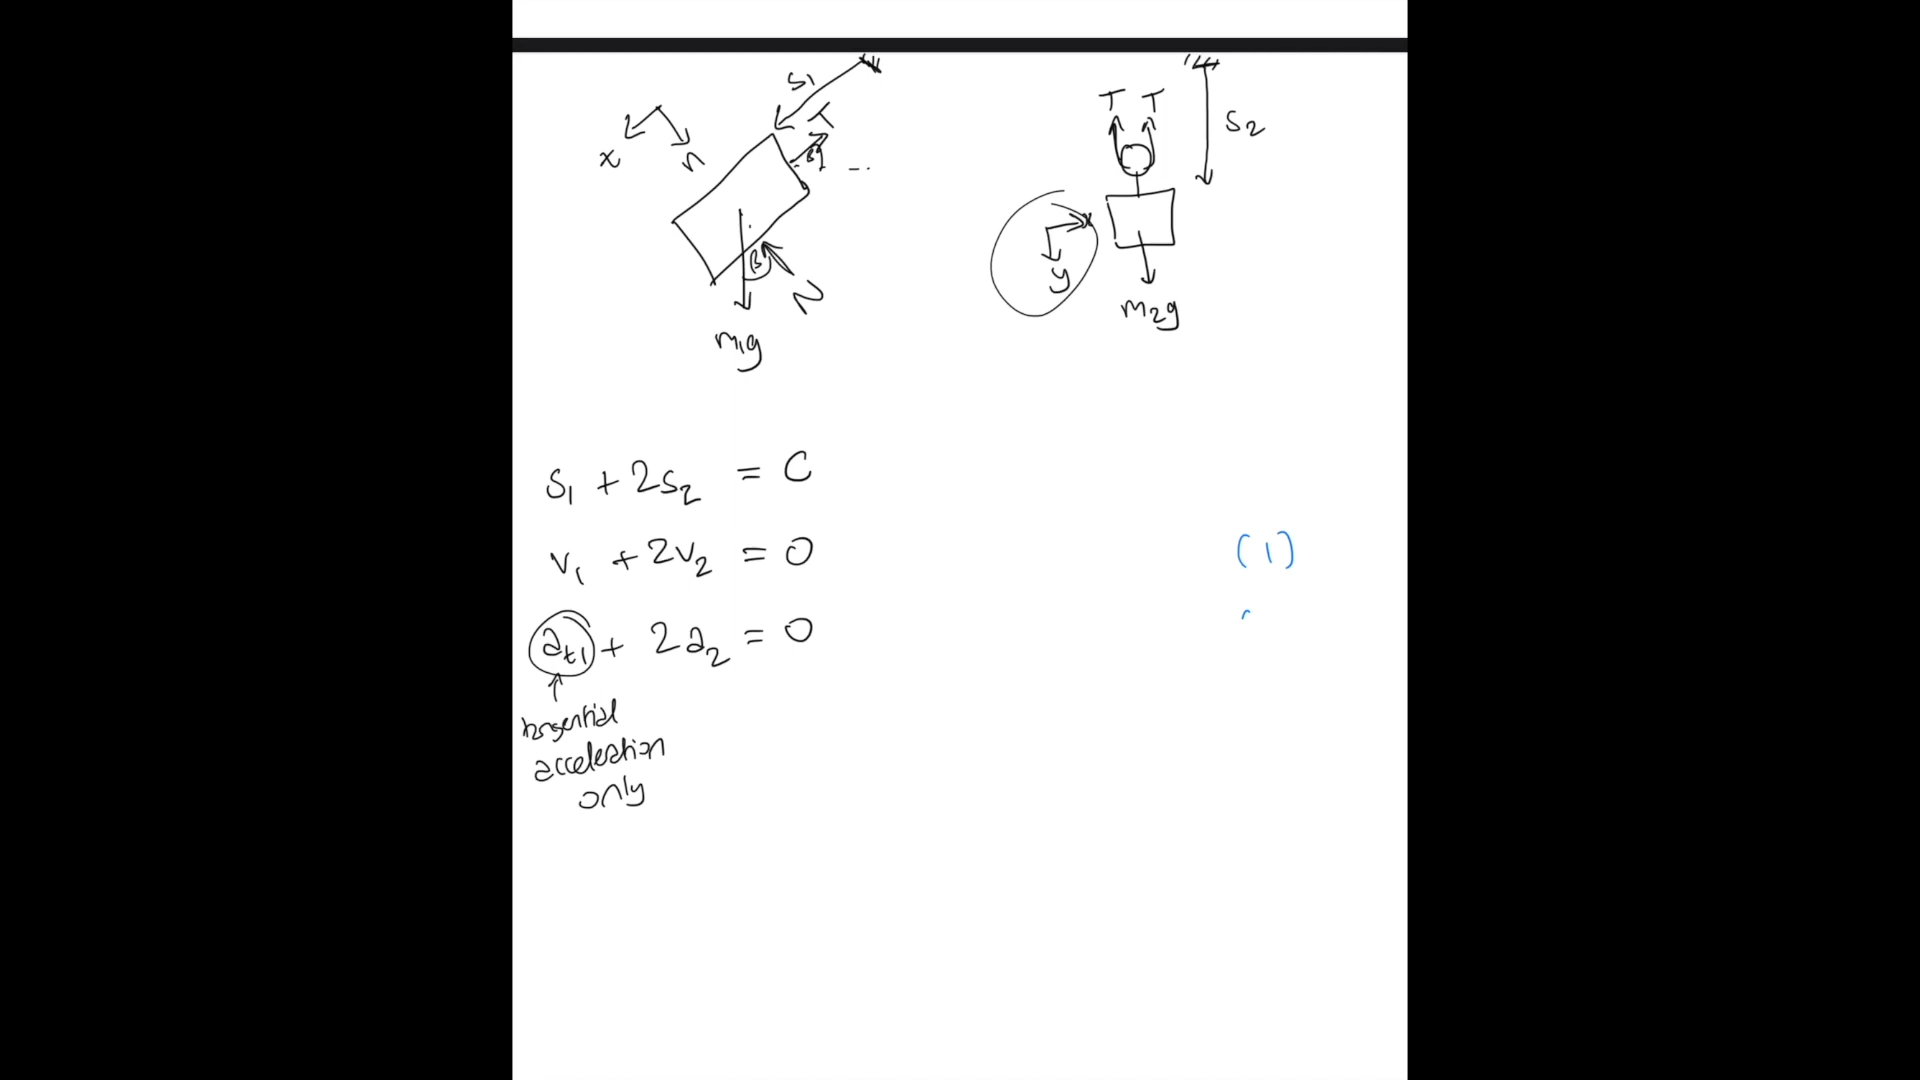 S1
T
β
x
n
β
N
m1g
T T
S2
x
y
m2g
S1 + 2S2 = C
v1 + 2v2 = 0
(1)
at1 + 2a2 = 0
tangential
acceleration
only